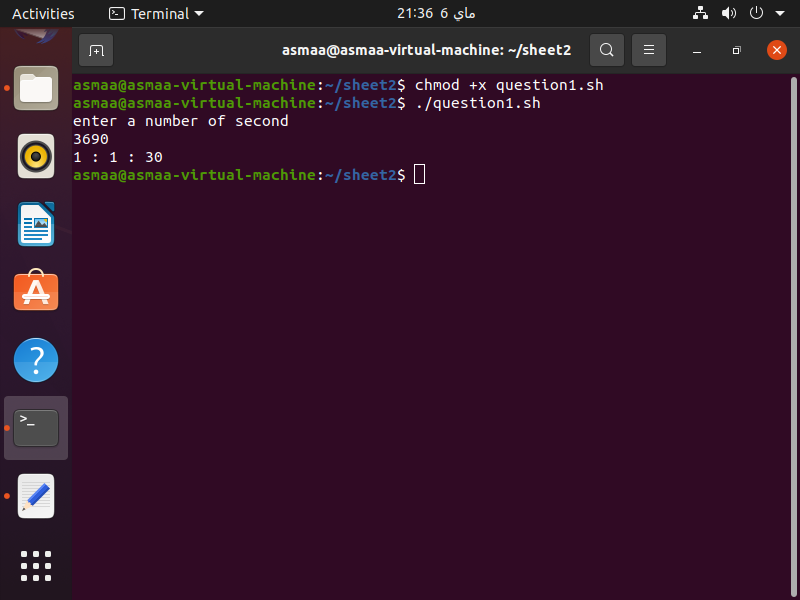 Activities
Terminal
21:36 6 ماي
asmaa@asmaa-virtual-machine: ~/sheet2
asmaa@asmaa-virtual-machine:~/sheet2$ chmod +x question1.sh
asmaa@asmaa-virtual-machine:~/sheet2$ ./question1.sh
enter a number of second
3690
1 : 1 : 30
asmaa@asmaa-virtual-machine:~/sheet2$